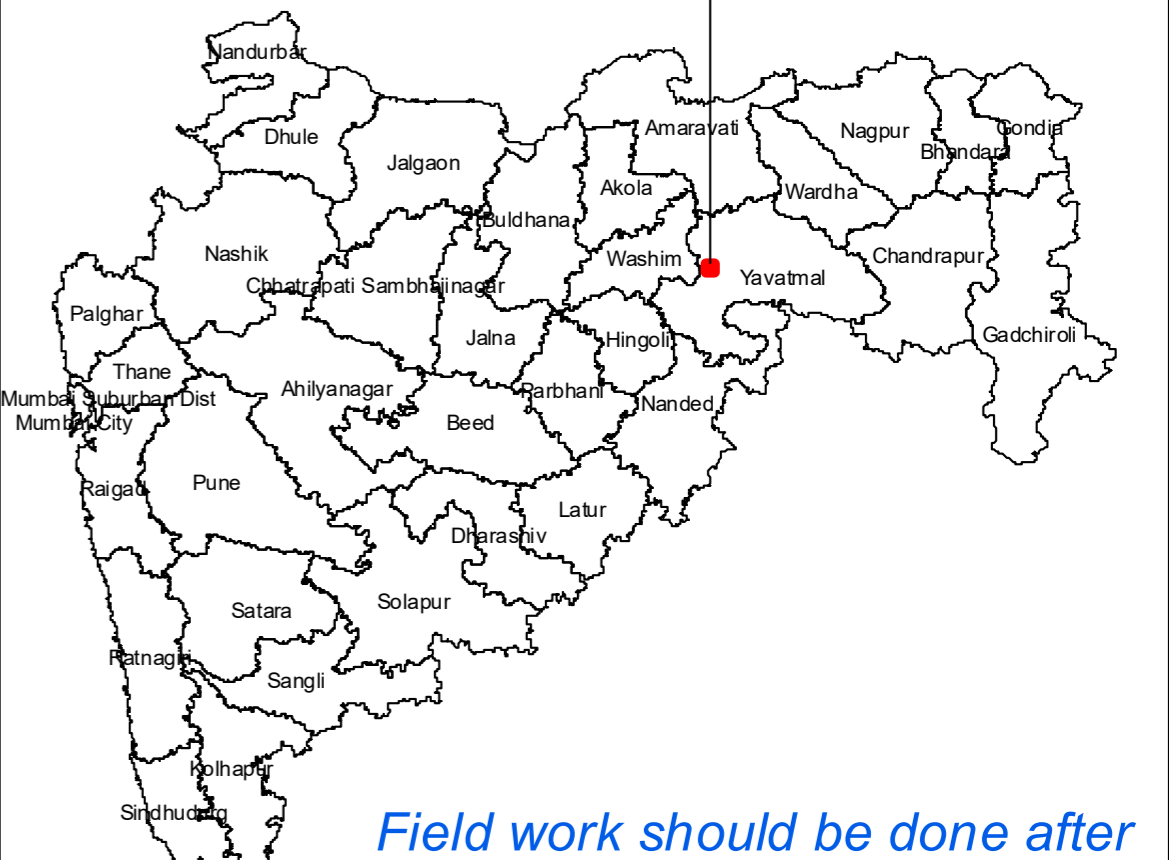 Nandurbar
Dhule
Jalgaon
Amaravati
Nagpur
Gondia
Bhandara
Akola
Wardha
Buldhana
Nashik
Washim
Chandrapur
Yavatmal
Chhatrapati Sambhajinagar
Palghar
Jalna
Hingoli
Gadchiroli
Thane
Ahilyanagar
Parbhani
Mumbai Suburban Dist
Nanded
Mumbai City
Beed
Raigad
Pune
Latur
Dharashiv
Satara
Solapur
Ratnagiri
Sangli
Kolhapur
Sindhudurg
Field work should be done after